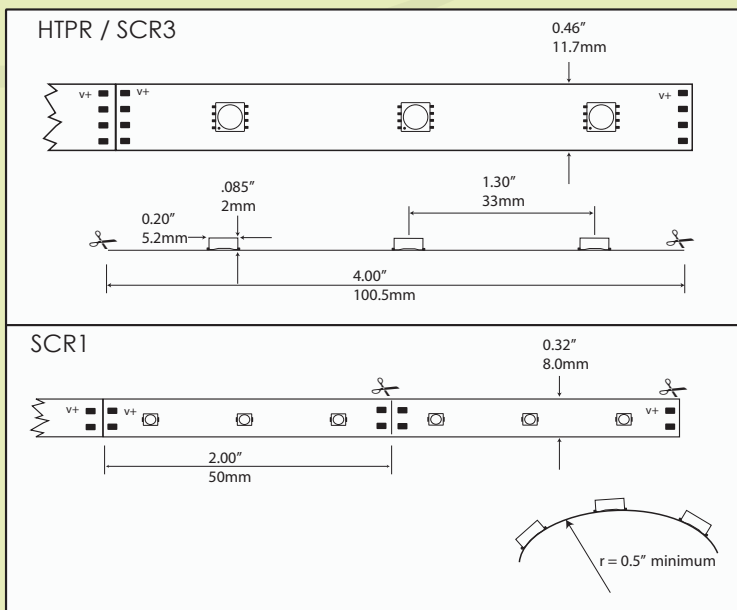 HTPR / SCR3
0.46”
11.7mm
v+
v+
v+
.085”
2mm
1.30”
33mm
0.20”
5.2mm
4.00”
100.5mm
SCR1
0.32”
8.0mm
v+
v+
v+
2.00”
50mm
r = 0.5” minimum